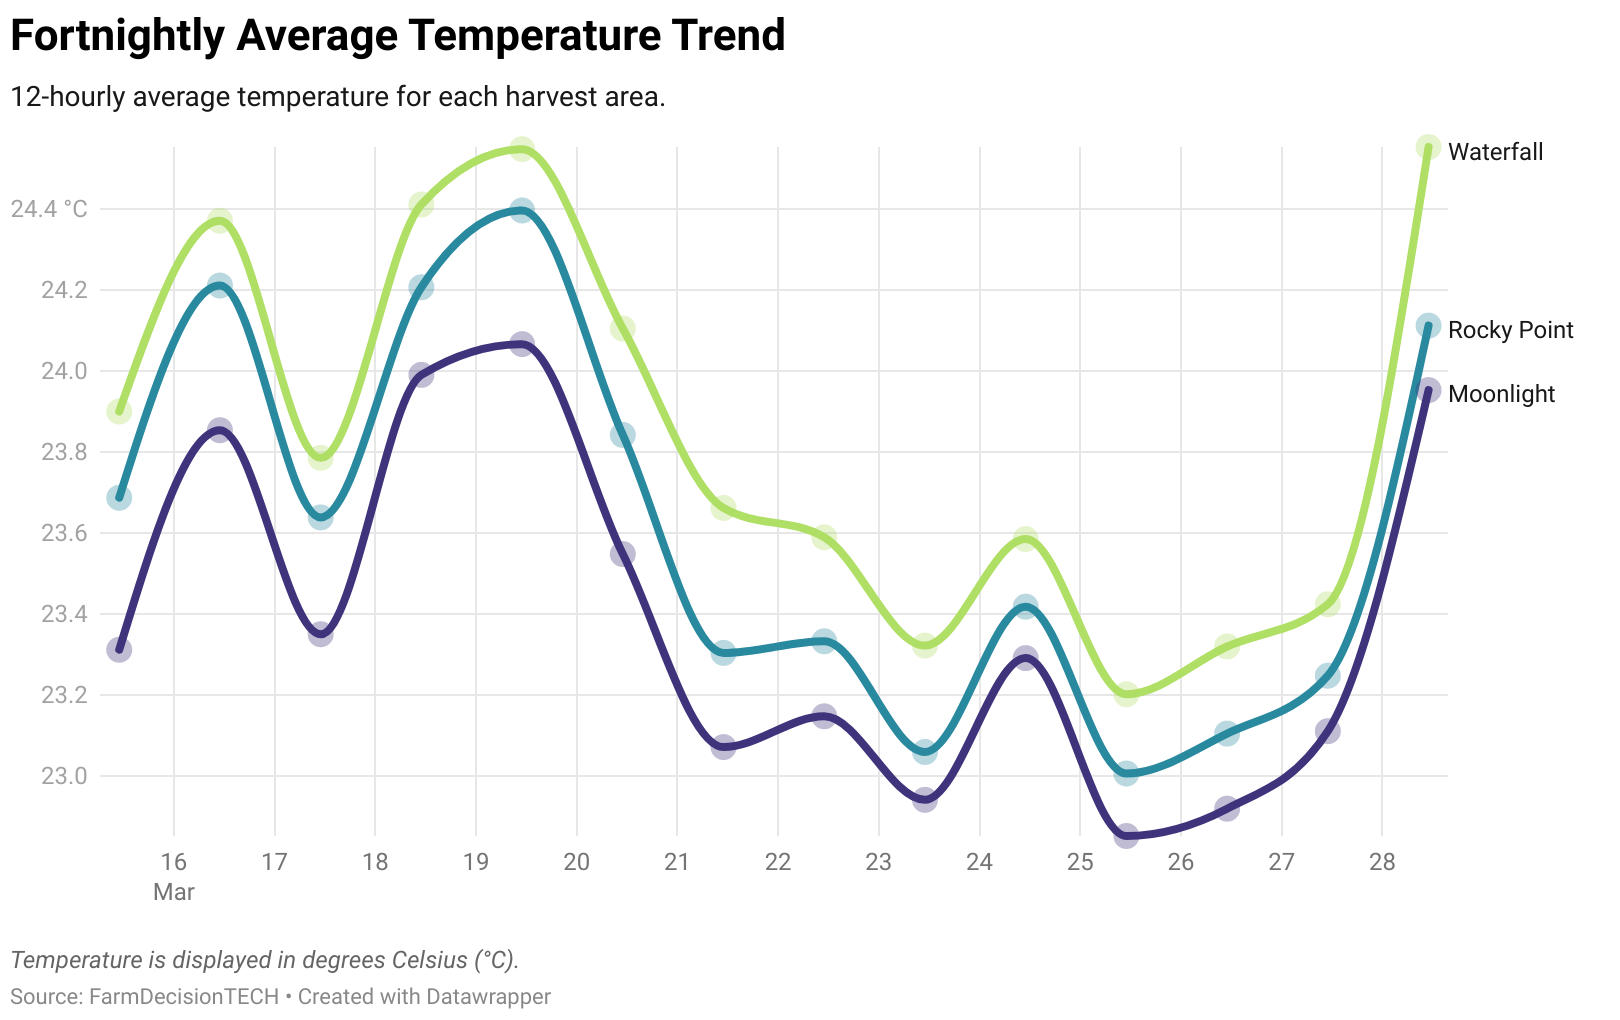 Fortnightly Average Temperature Trend
12-hourly average temperature for each harvest area.
Waterfall
24.4 °C
24.2
Rocky Point
24.0
Moonlight
23.8
23.6
23.4
23.2
23.0
16 17 18 19 20 21 22 23 24 25 26 27 28
Mar
Temperature is displayed in degrees Celsius (°C).
Source: FarmDecisionTECH • Created with Datawrapper